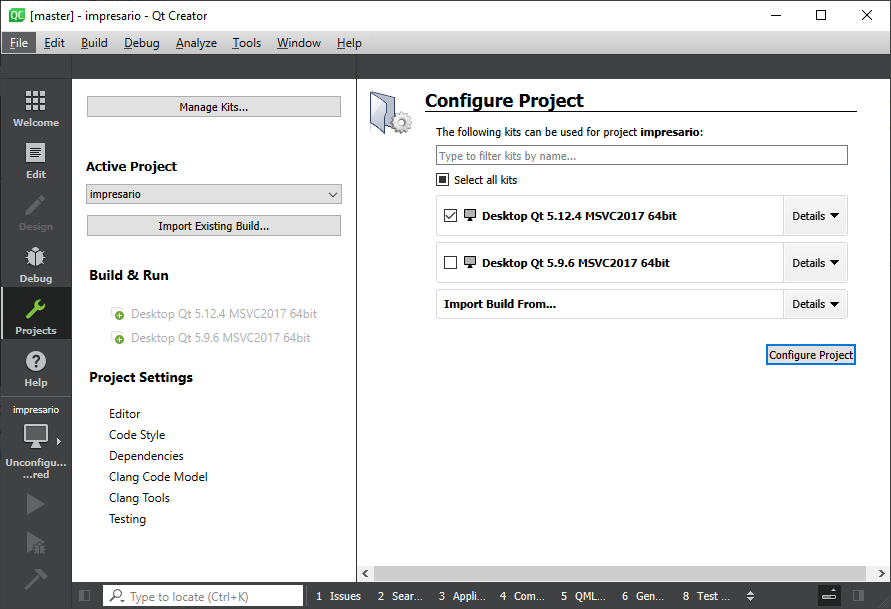 [master] - impresario - Qt Creator
File Edit Build Debug Analyze Tools Window Help
Welcome
Edit
Design
Debug
Projects
Help
impresario
Unconfigu...
...red
Manage Kits...
Active Project
impresario
Import Existing Build...
Build & Run
Desktop Qt 5.12.4 MSVC2017 64bit
Desktop Qt 5.9.6 MSVC2017 64bit
Project Settings
Editor
Code Style
Dependencies
Clang Code Model
Clang Tools
Testing
Configure Project
The following kits can be used for project impresario:
Type to filter kits by name...
Select all kits
Desktop Qt 5.12.4 MSVC2017 64bit Details
Desktop Qt 5.9.6 MSVC2017 64bit Details
Import Build From... Details
Configure Project
Type to locate (Ctrl+K) 1 Issues 2 Sear... 3 Appli... 4 Com... 5 QML... 6 Gen... 8 Test ...